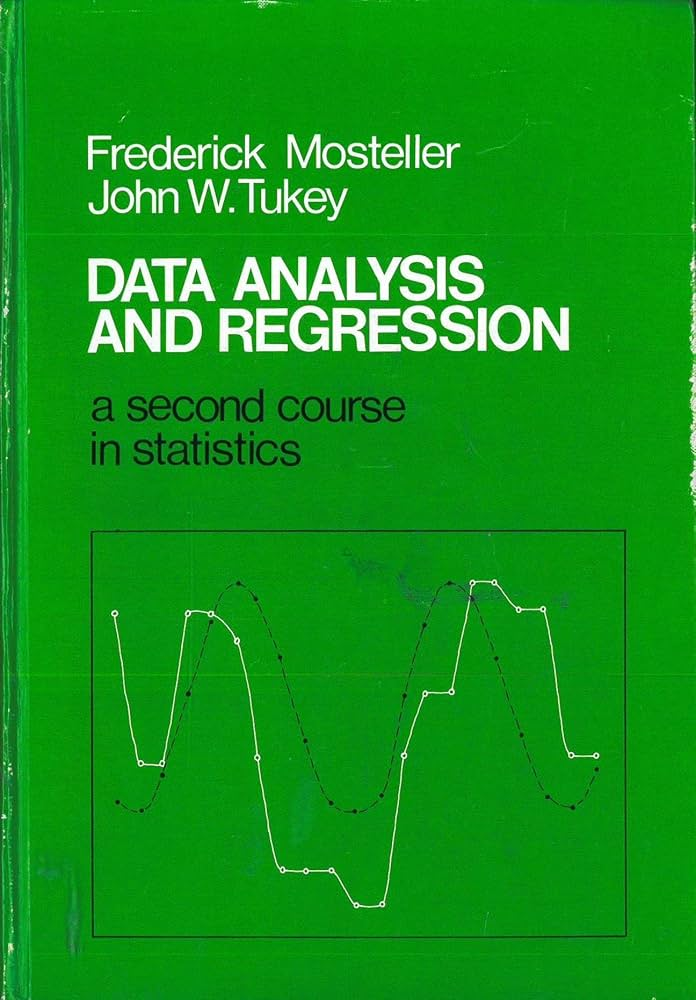 Frederick Mosteller
John W. Tukey
DATA ANALYSIS
AND REGRESSION
a second course
in statistics